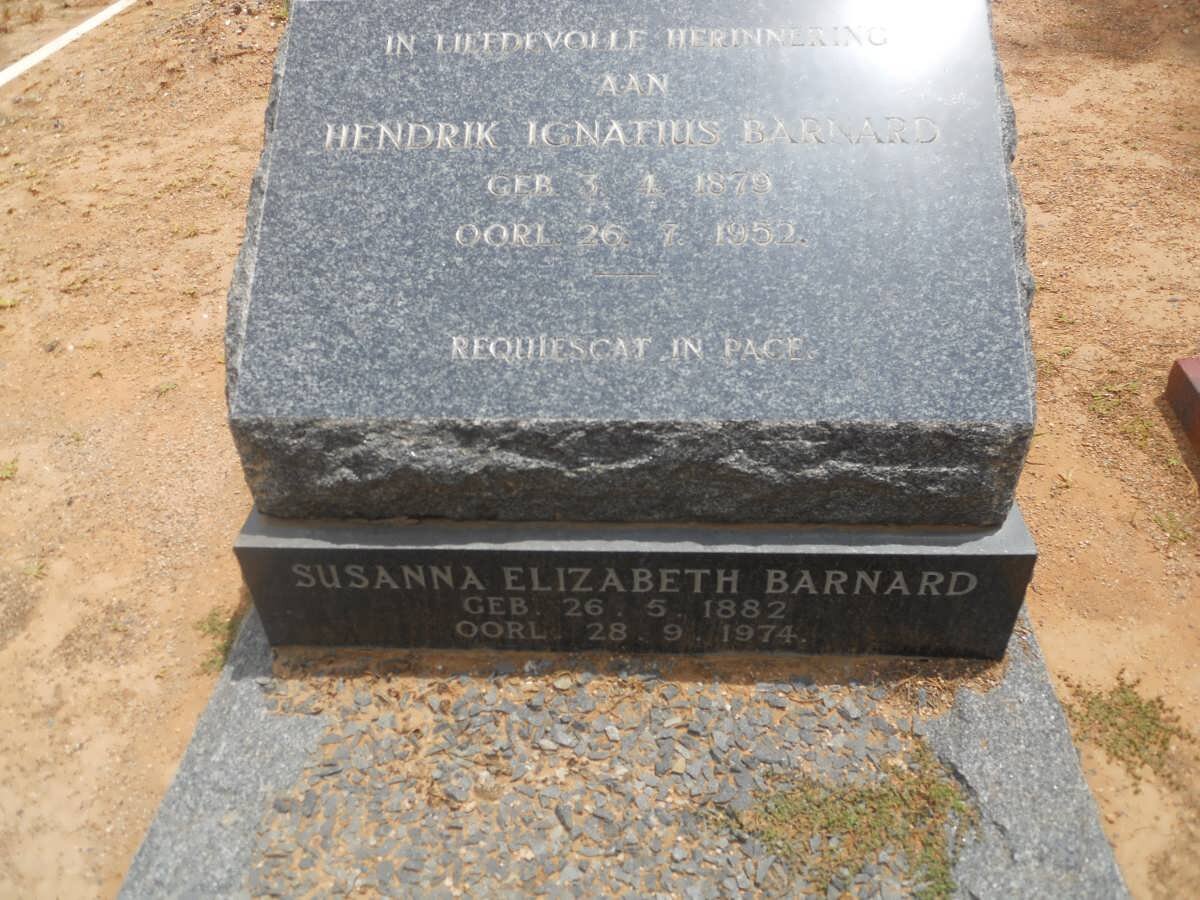 IN LIEFDEVOLLE HERINNERING
AAN
HENDRIK IGNATIUS BARNARD
GEB. 3. 4. 1879
OORL. 26. 7. 1952.
REQUIESCAT IN PACE.
SUSANNA ELIZABETH BARNARD
GEB. 26. 5. 1882
OORL. 28. 9. 1974.